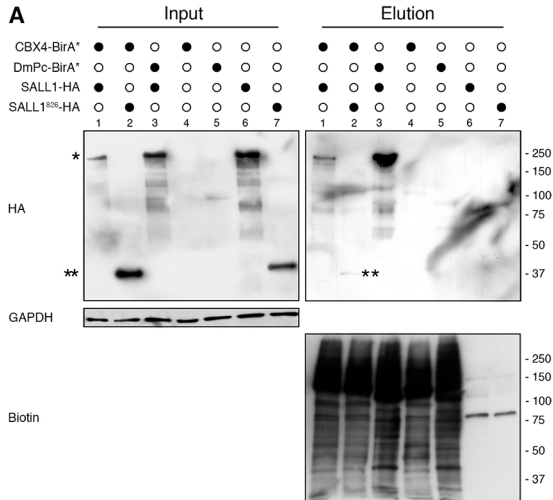 A
Input Elution
CBX4-BirA*
DmPc-BirA*
SALL1-HA
SALL1⁸²⁶-HA
1 2 3 4 5 6 7 1 2 3 4 5 6 7
* - 250
- 150
- 100
HA - 75
- 50
** ** - 37
GAPDH
- 250
- 150
- 100
Biotin - 75
- 50
- 37